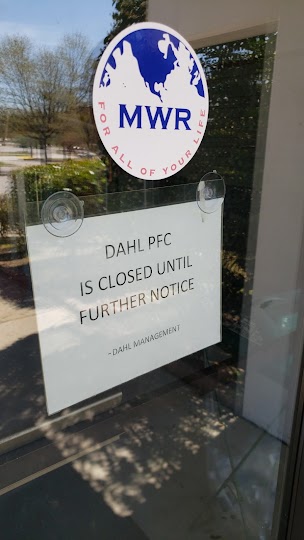 MWR
FOR ALL OF YOUR LIFE
DAHL PFC
IS CLOSED UNTIL
FURTHER NOTICE
-DAHL MANAGEMENT